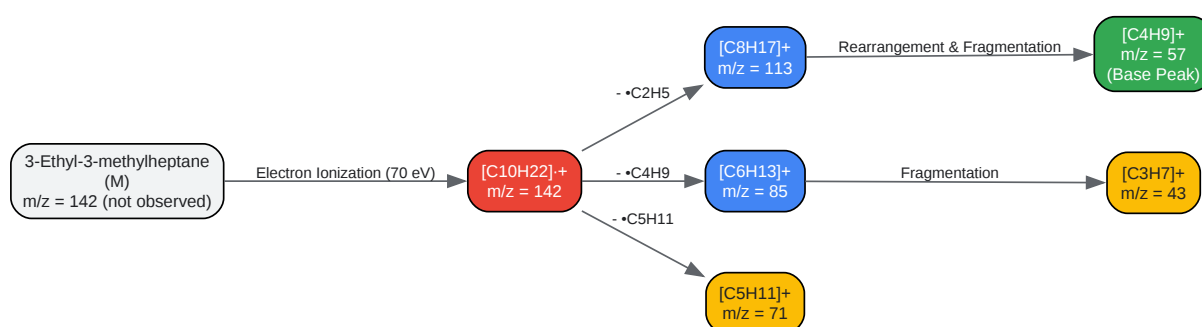 3-Ethyl-3-methylheptane
(M)
m/z = 142 (not observed)
Electron Ionization (70 eV)
[C10H22]·+
m/z = 142
- •C2H5
- •C4H9
- •C5H11
[C8H17]+
m/z = 113
[C6H13]+
m/z = 85
[C5H11]+
m/z = 71
Rearrangement & Fragmentation
Fragmentation
[C4H9]+
m/z = 57
(Base Peak)
[C3H7]+
m/z = 43